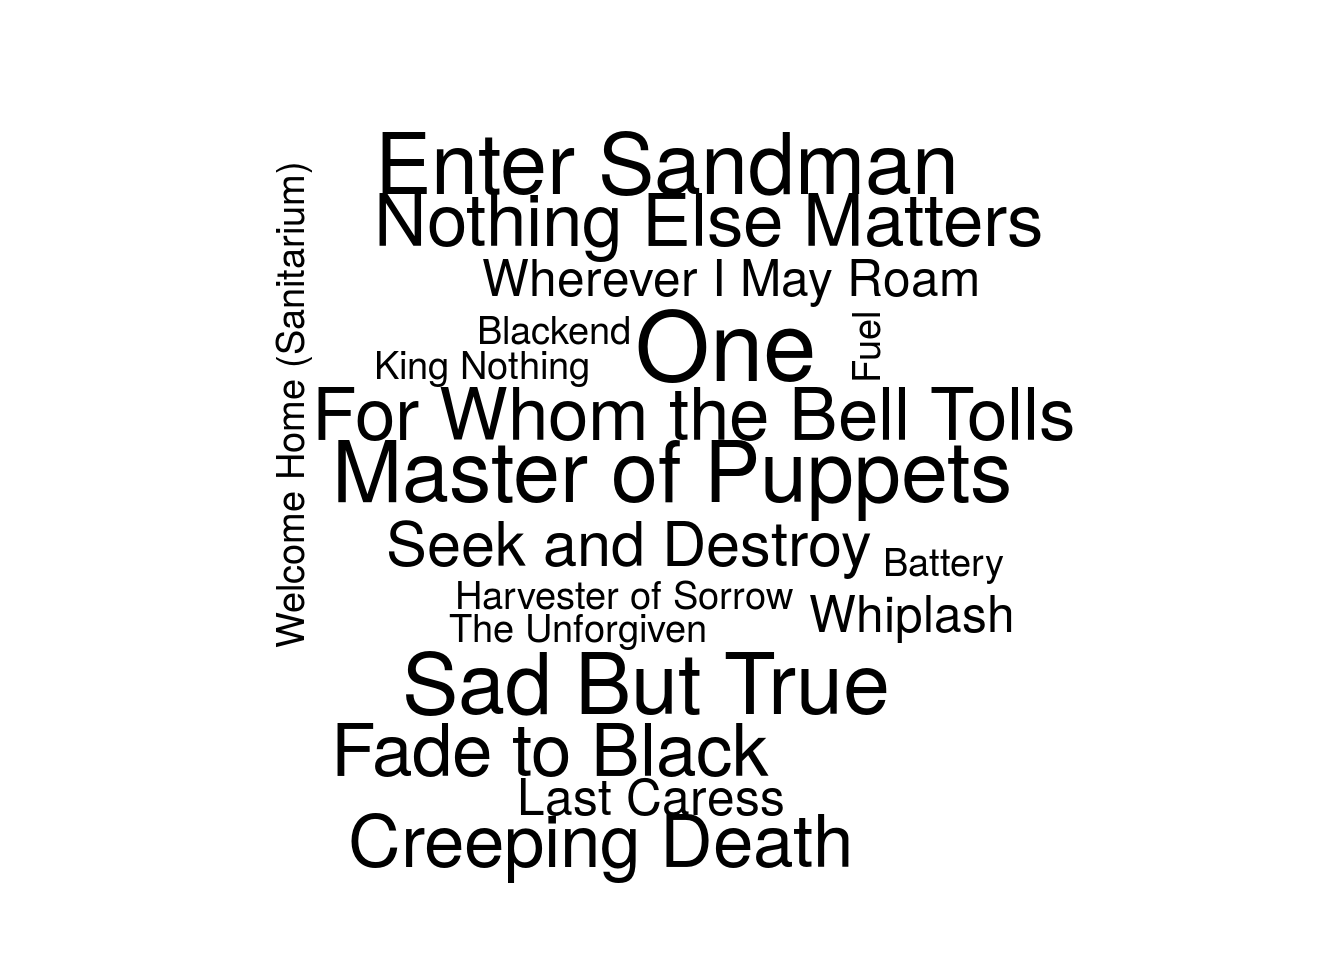 Enter Sandman
Nothing Else Matters
Wherever I May Roam
Blackend
One
Fuel
King Nothing
Welcome Home (Sanitarium)
For Whom the Bell Tolls
Master of Puppets
Seek and Destroy
Battery
Harvester of Sorrow
Whiplash
The Unforgiven
Sad But True
Fade to Black
Last Caress
Creeping Death